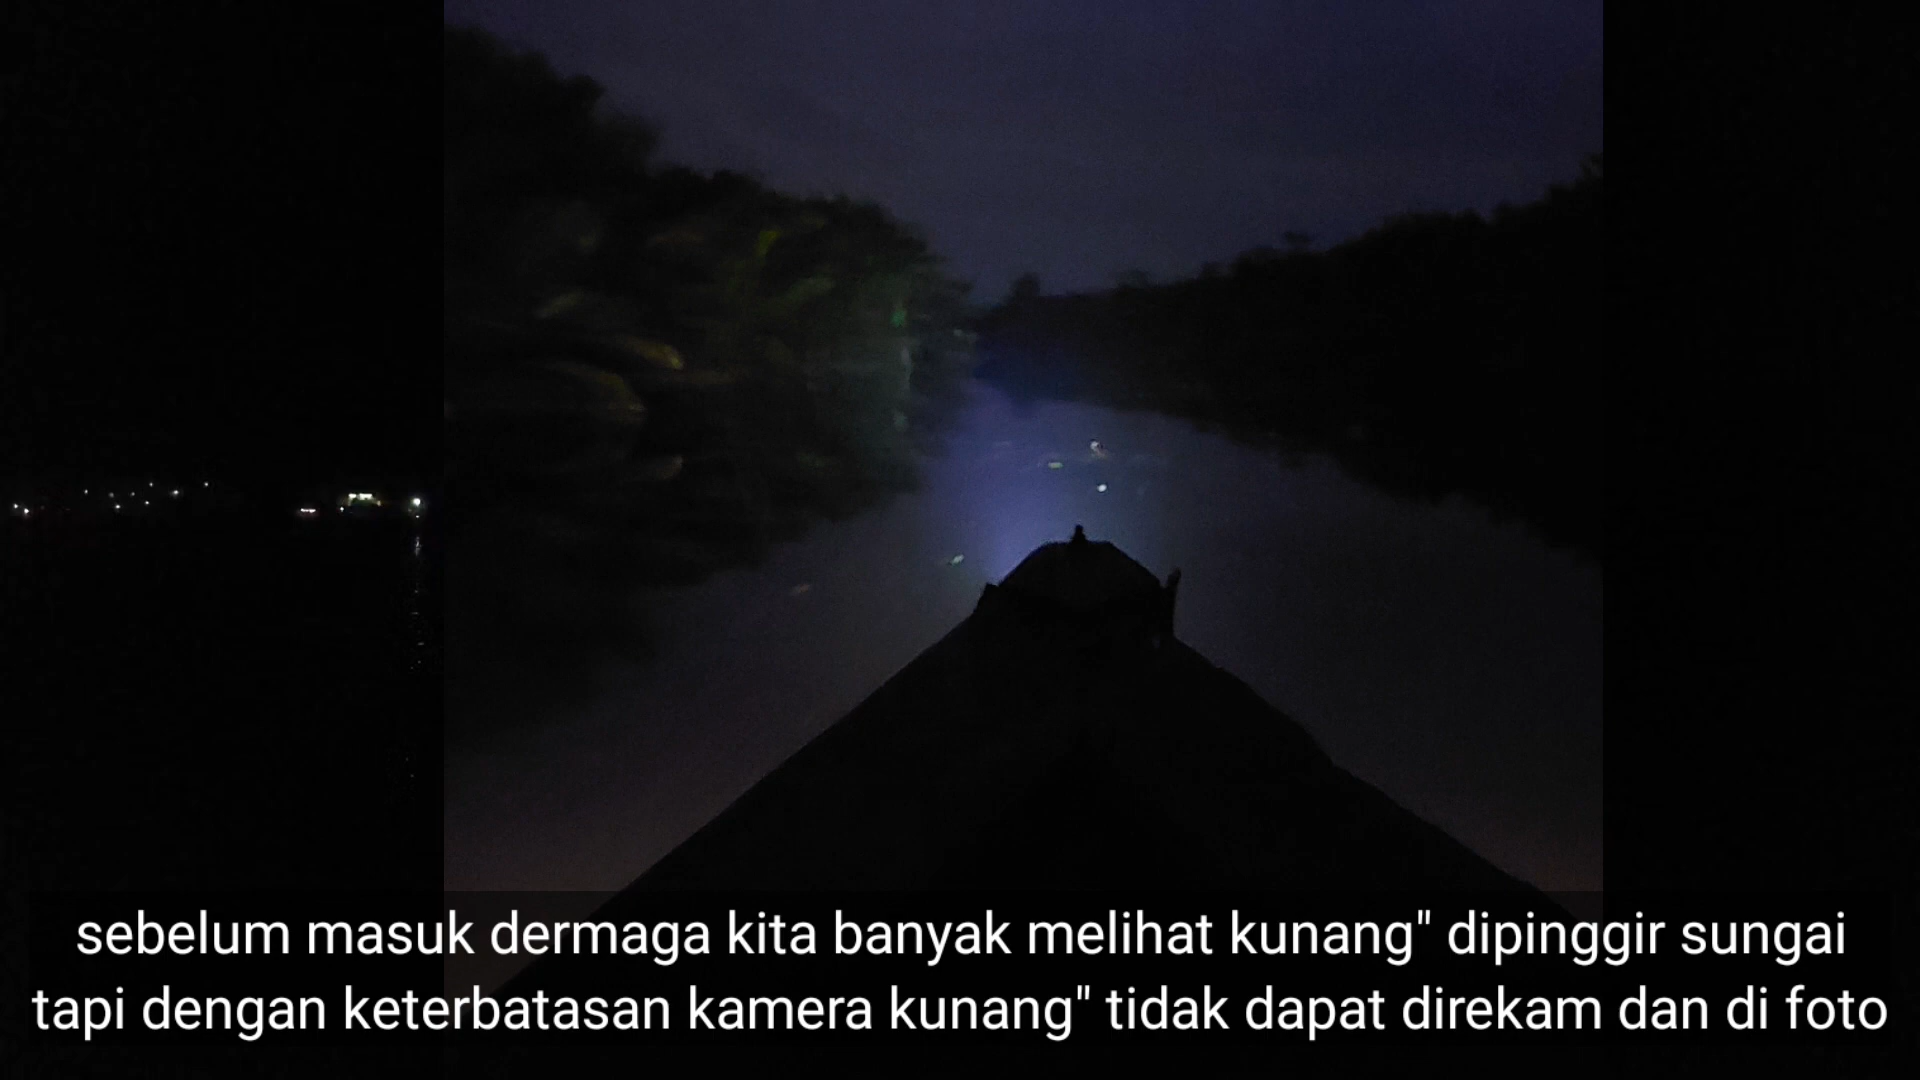 sebelum masuk dermaga kita banyak melihat kunang" dipinggir sungai
tapi dengan keterbatasan kamera kunang" tidak dapat direkam dan di foto